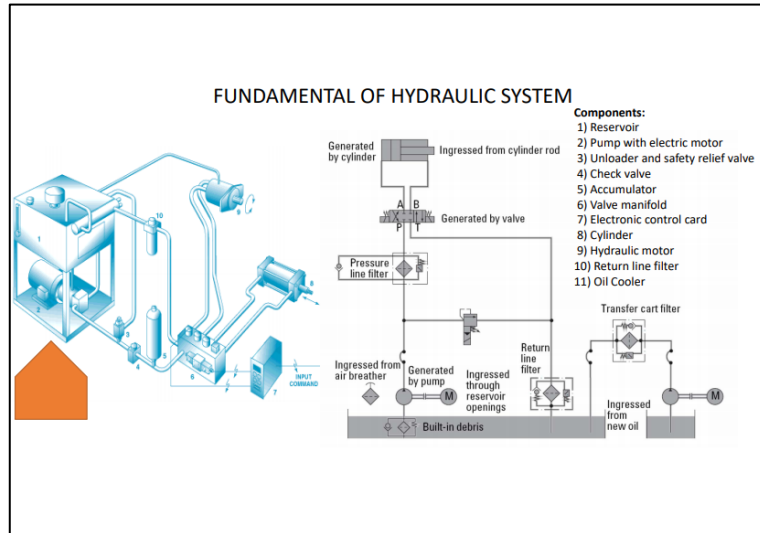 FUNDAMENTAL OF HYDRAULIC SYSTEM
Components:
1) Reservoir
2) Pump with electric motor
3) Unloader and safety relief valve
4) Check valve
5) Accumulator
6) Valve manifold
7) Electronic control card
8) Cylinder
9) Hydraulic motor
10) Return line filter
11) Oil Cooler
1
2
3
4
5
6
7
8
9
10
INPUT
COMMAND
Generated
by cylinder
Ingressed from cylinder rod
A B
P T
Generated by valve
Pressure
line filter
Ingressed from
air breather
Generated
by pump
M
Ingressed
through
reservoir
openings
Return
line
filter
Built-in debris
Transfer cart filter
Ingressed
from
new oil
M